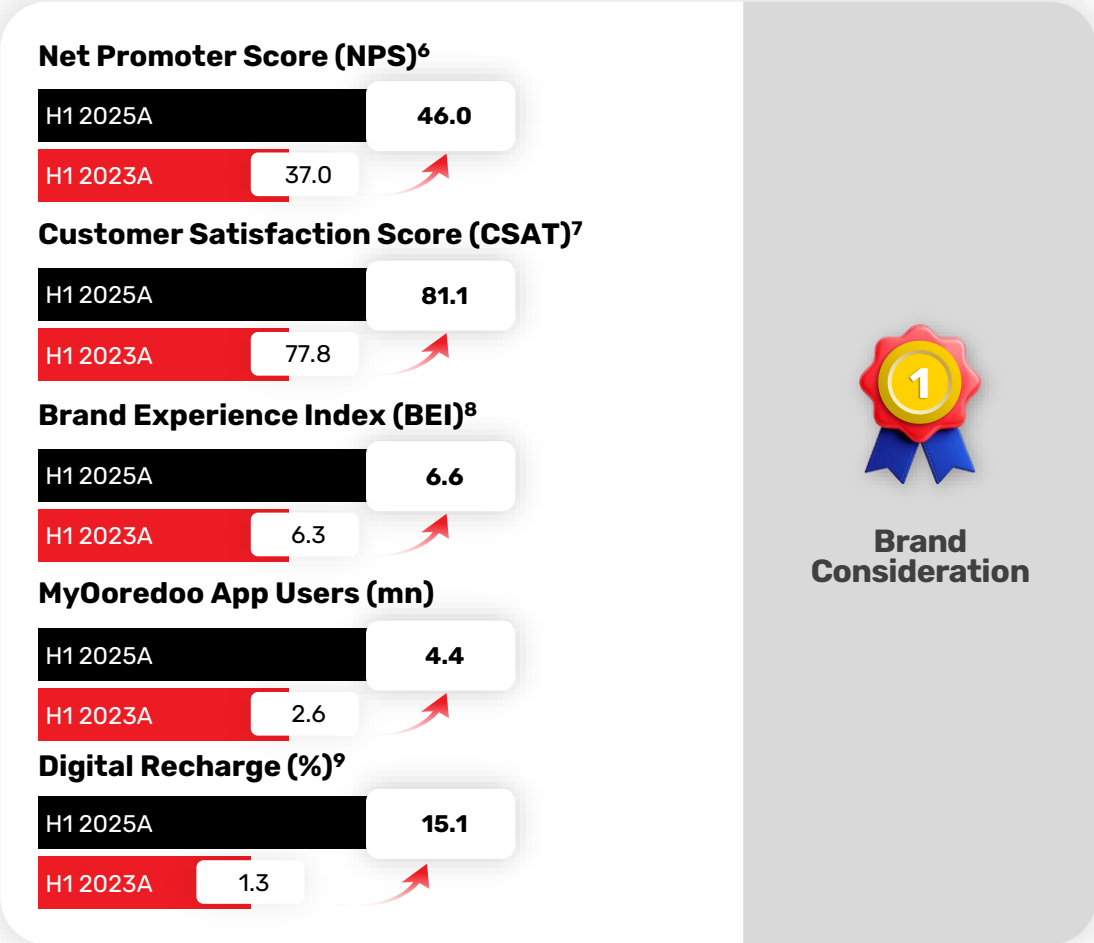 Net Promoter Score (NPS)⁶
H1 2025A
46.0
H1 2023A
37.0
Customer Satisfaction Score (CSAT)⁷
H1 2025A
81.1
H1 2023A
77.8
Brand Experience Index (BEI)⁸
H1 2025A
6.6
H1 2023A
6.3
MyOoredoo App Users (mn)
H1 2025A
4.4
H1 2023A
2.6
Digital Recharge (%)⁹
H1 2025A
15.1
H1 2023A
1.3
1
Brand
Consideration